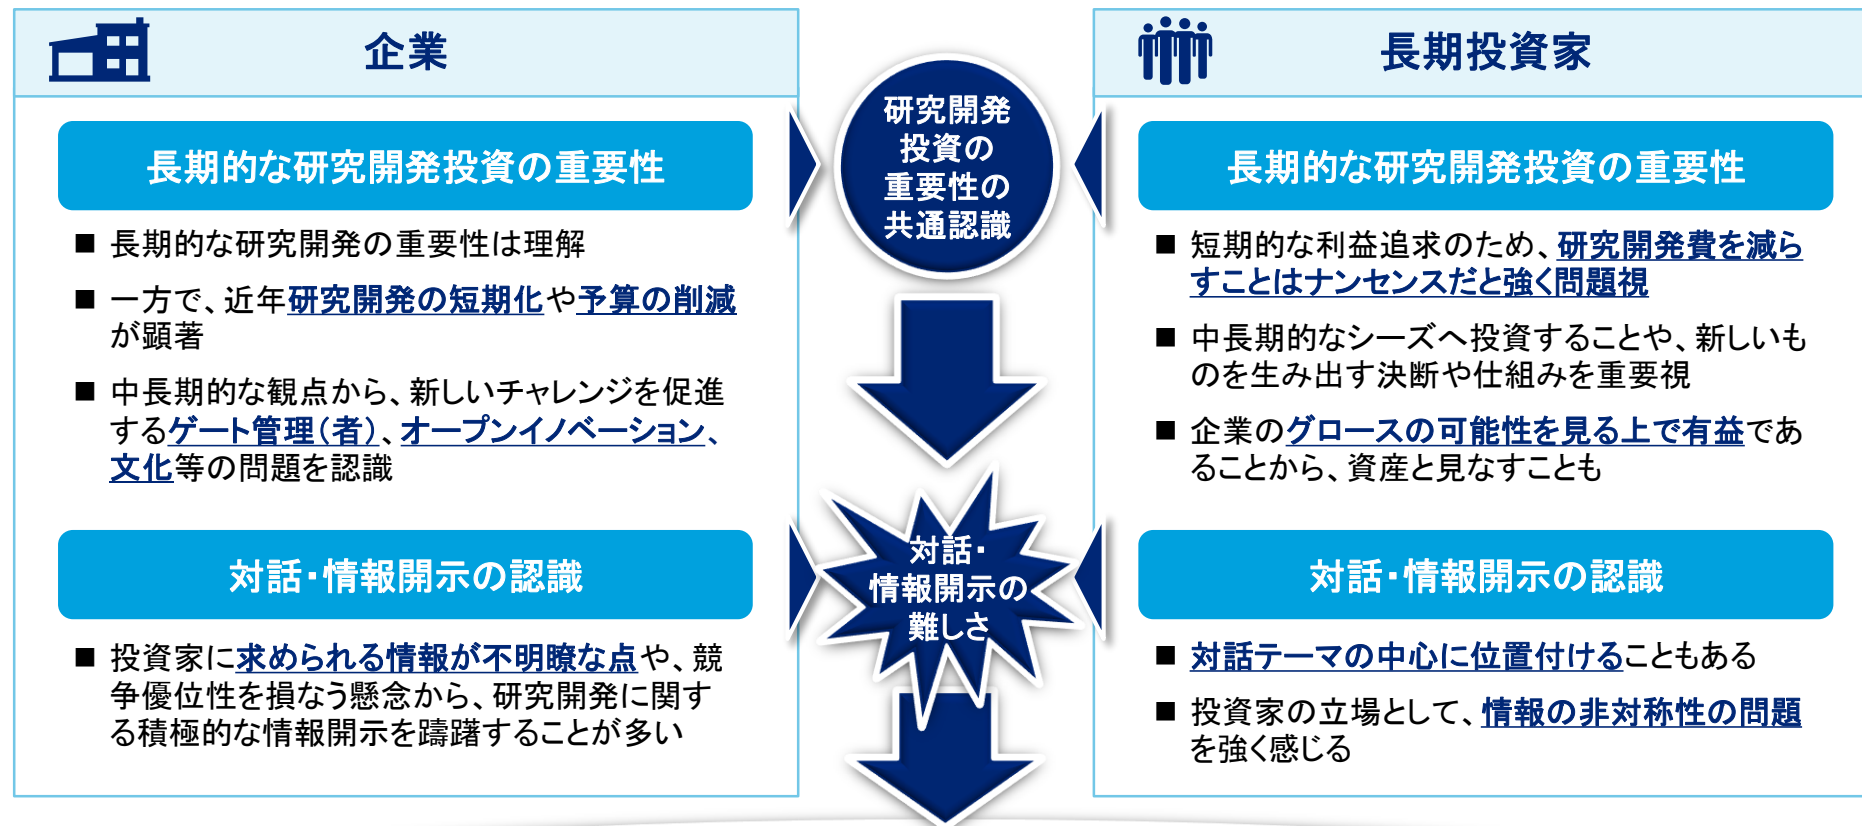 企業
長期的な研究開発投資の重要性
■ 長期的な研究開発の重要性は理解
■ 一方で、近年研究開発の短期化や予算の削減
が顕著
■ 中長期的な観点から、新しいチャレンジを促進
するゲート管理(者)、オープンイノベーション、
文化等の問題を認識
対話・情報開示の認識
■ 投資家に求められる情報が不明瞭な点や、競
争優位性を損なう懸念から、研究開発に関す
る積極的な情報開示を躊躇することが多い
研究開発
投資の
重要性の
共通認識
対話・
情報開示の
難しさ
長期投資家
長期的な研究開発投資の重要性
■ 短期的な利益追求のため、研究開発費を減ら
すことはナンセンスだと強く問題視
■ 中長期的なシーズへ投資することや、新しいも
のを生み出す決断や仕組みを重要視
■ 企業のグロースの可能性を見る上で有益であ
ることから、資産と見なすことも
対話・情報開示の認識
■ 対話テーマの中心に位置付けることもある
■ 投資家の立場として、情報の非対称性の問題
を強く感じる